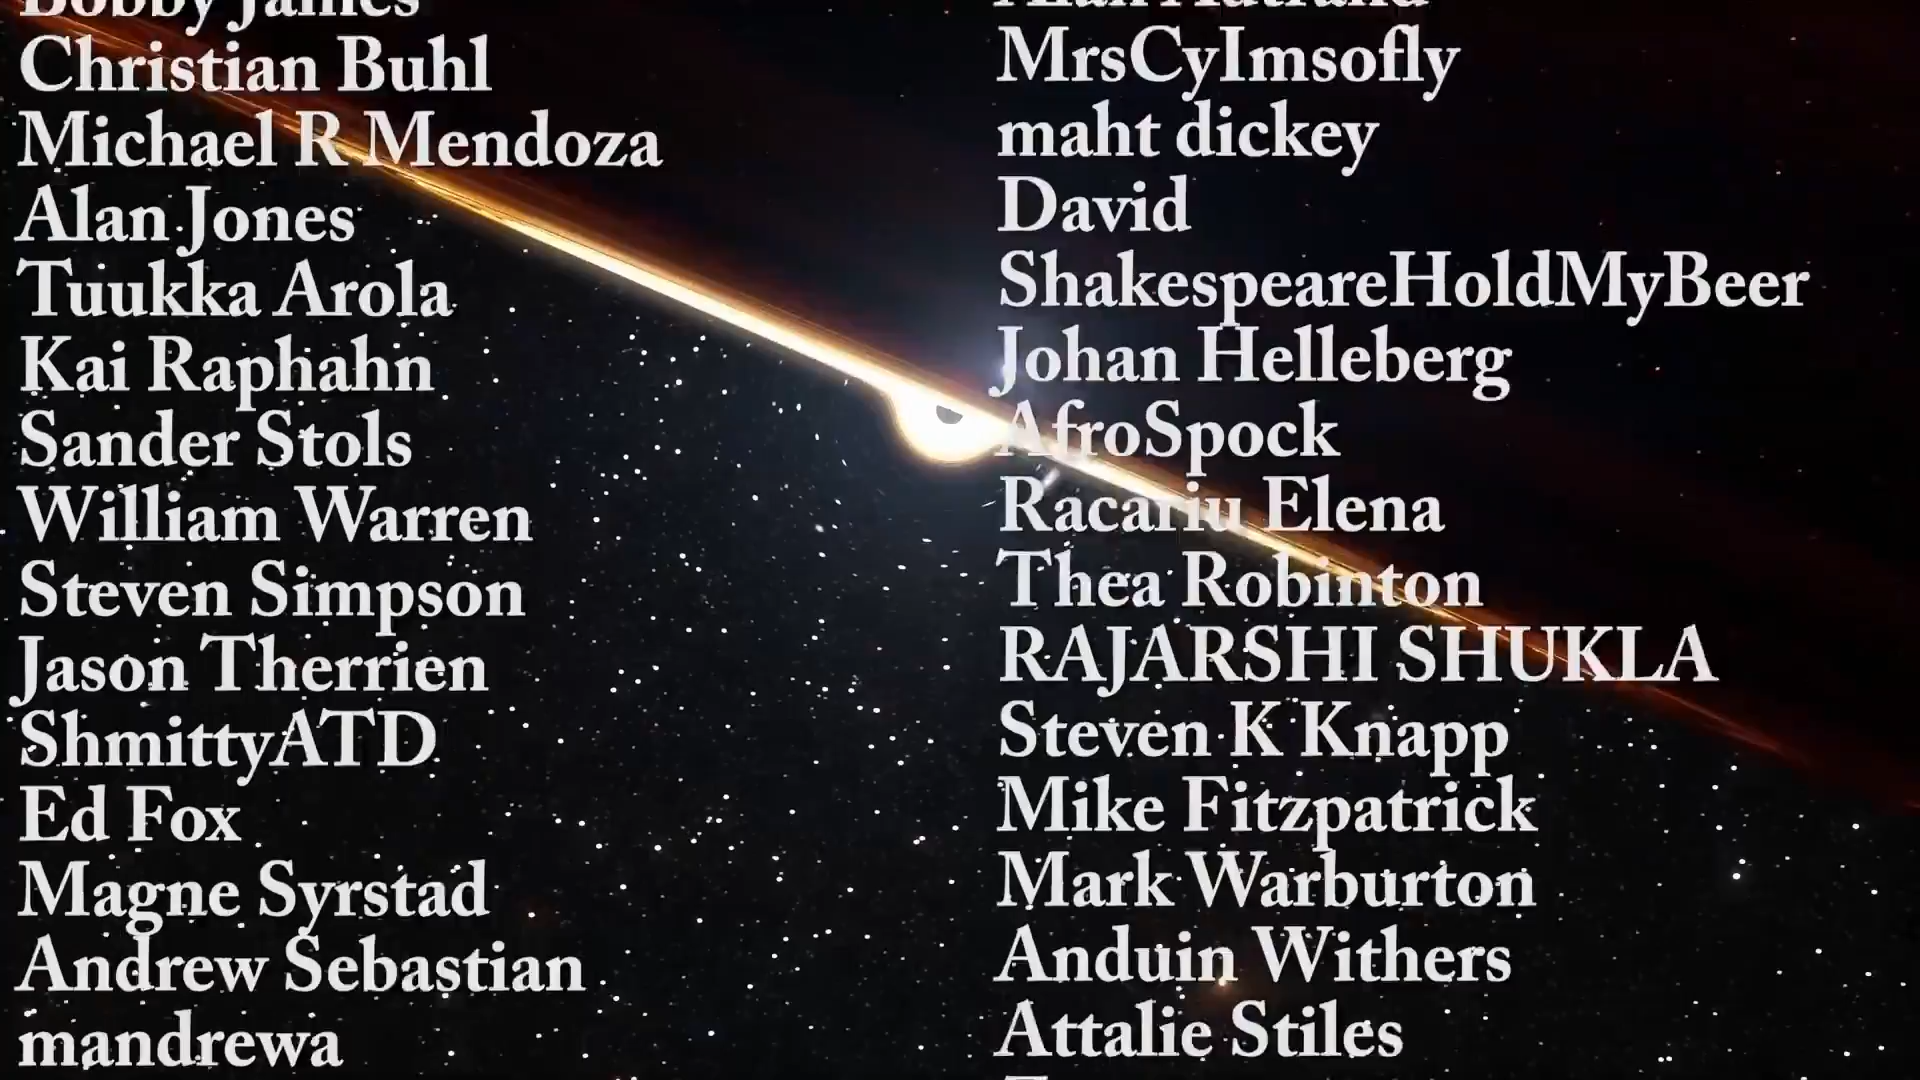 Bobby James
Christian Buhl
Michael R Mendoza
Alan Jones
Tuukka Arola
Kai Raphahn
Sander Stols
William Warren
Steven Simpson
Jason Therrien
ShmittyATD
Ed Fox
Magne Syrstad
Andrew Sebastian
mandrewa
MrsCyImsofly
maht dickey
David
ShakespeareHoldMyBeer
Johan Helleberg
AfroSpock
Racariu Elena
Thea Robinton
RAJARSHI SHUKLA
Steven K Knapp
Mike Fitzpatrick
Mark Warburton
Anduin Withers
Attalie Stiles